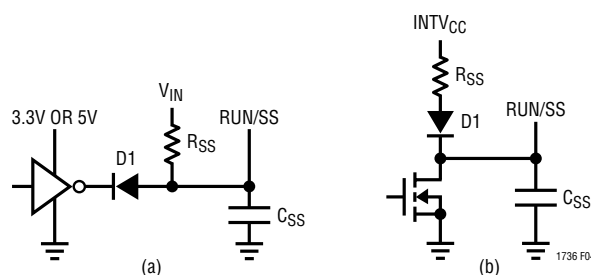 3.3V OR 5V
D1
VIN
RSS
RUN/SS
CSS
(a)
INTVCC
RSS
D1
RUN/SS
CSS
(b)
1736 F0